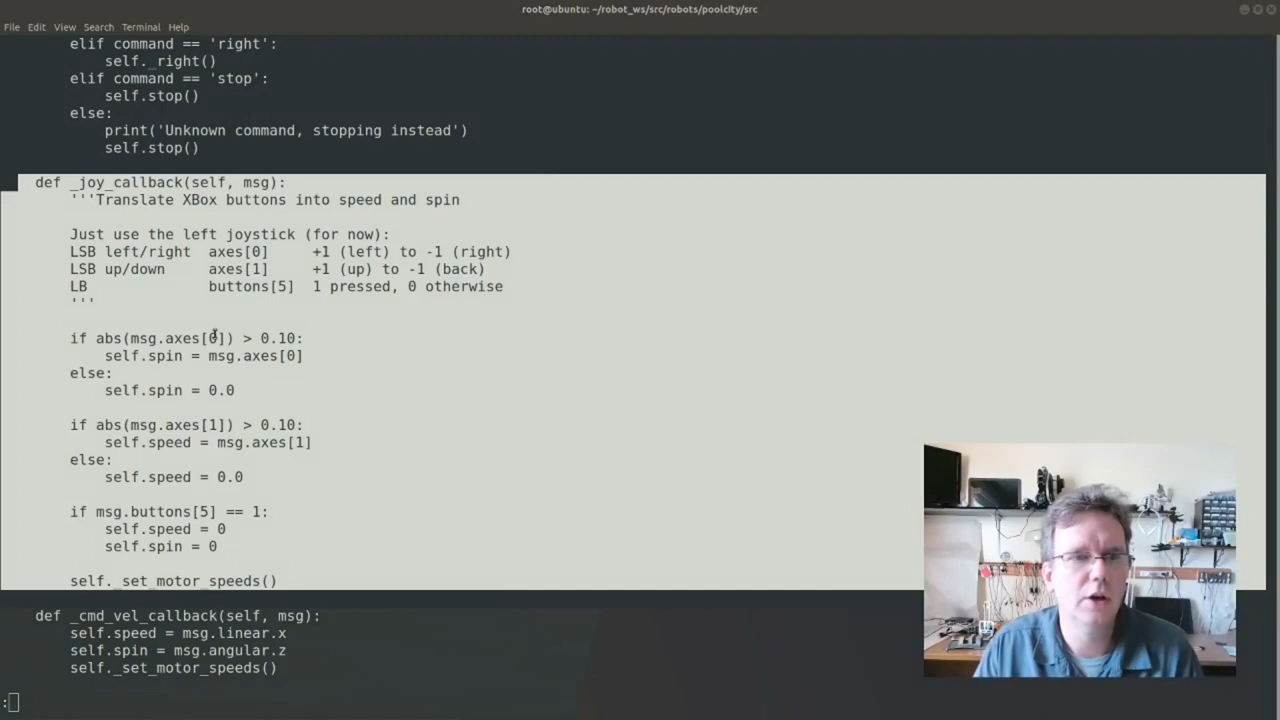 root@ubuntu: ~/robot_ws/src/robots/poolcity/src
File Edit View Search Terminal Help
elif command == 'right':
self._right()
elif command == 'stop':
self.stop()
else:
print('Unknown command, stopping instead')
self.stop()
def _joy_callback(self, msg):
'''Translate XBox buttons into speed and spin
Just use the left joystick (for now):
LSB left/right axes[0] +1 (left) to -1 (right)
LSB up/down axes[1] +1 (up) to -1 (back)
LB buttons[5] 1 pressed, 0 otherwise
'''
if abs(msg.axes[0]) > 0.10:
self.spin = msg.axes[0]
else:
self.spin = 0.0
if abs(msg.axes[1]) > 0.10:
self.speed = msg.axes[1]
else:
self.speed = 0.0
if msg.buttons[5] == 1:
self.speed = 0
self.spin = 0
self._set_motor_speeds()
def _cmd_vel_callback(self, msg):
self.speed = msg.linear.x
self.spin = msg.angular.z
self._set_motor_speeds()
: